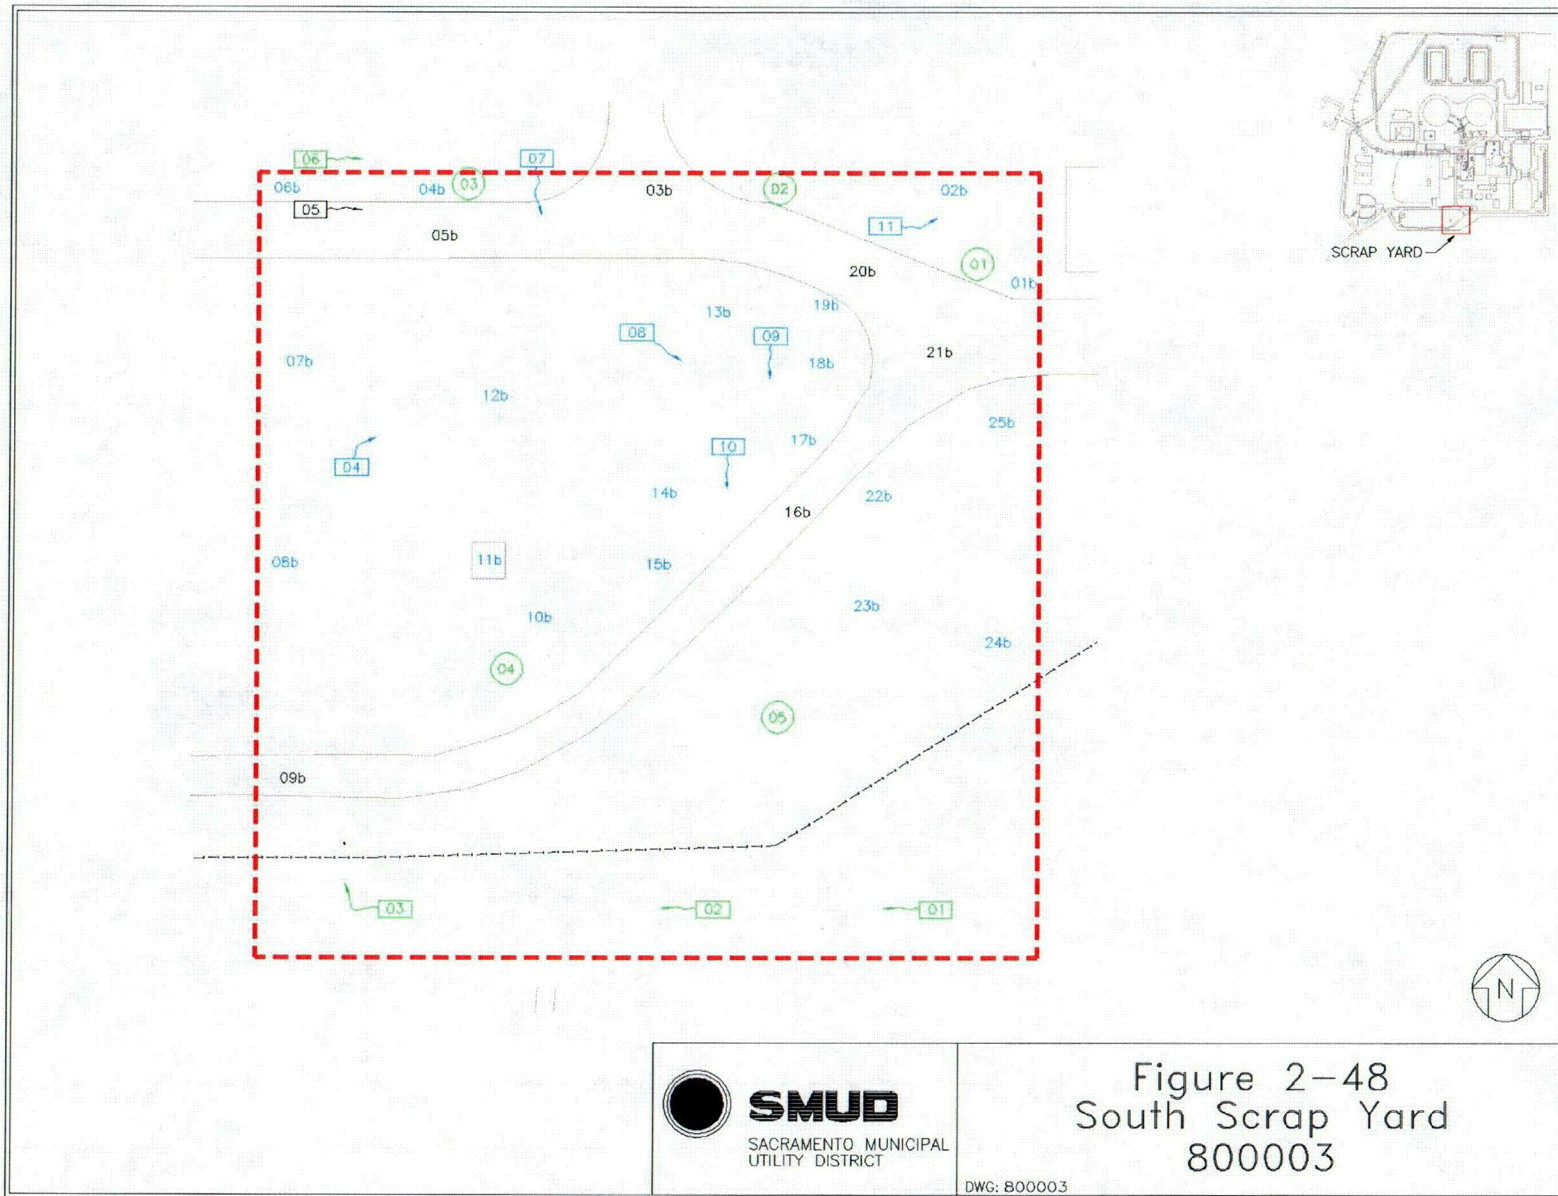 06
07
06b
04b
03
03b
02
02b
05
11
05b
20b
01
01b
13b
19b
08
09
21b
07b
18b
12b
25b
17b
10
04
14b
22b
16b
08b
11b
15b
23b
10b
24b
04
05
09b
03
02
01
SCRAP YARD
N
SMUD
SACRAMENTO MUNICIPAL
UTILITY DISTRICT
Figure 2-48
South Scrap Yard
800003
DWG: 800003